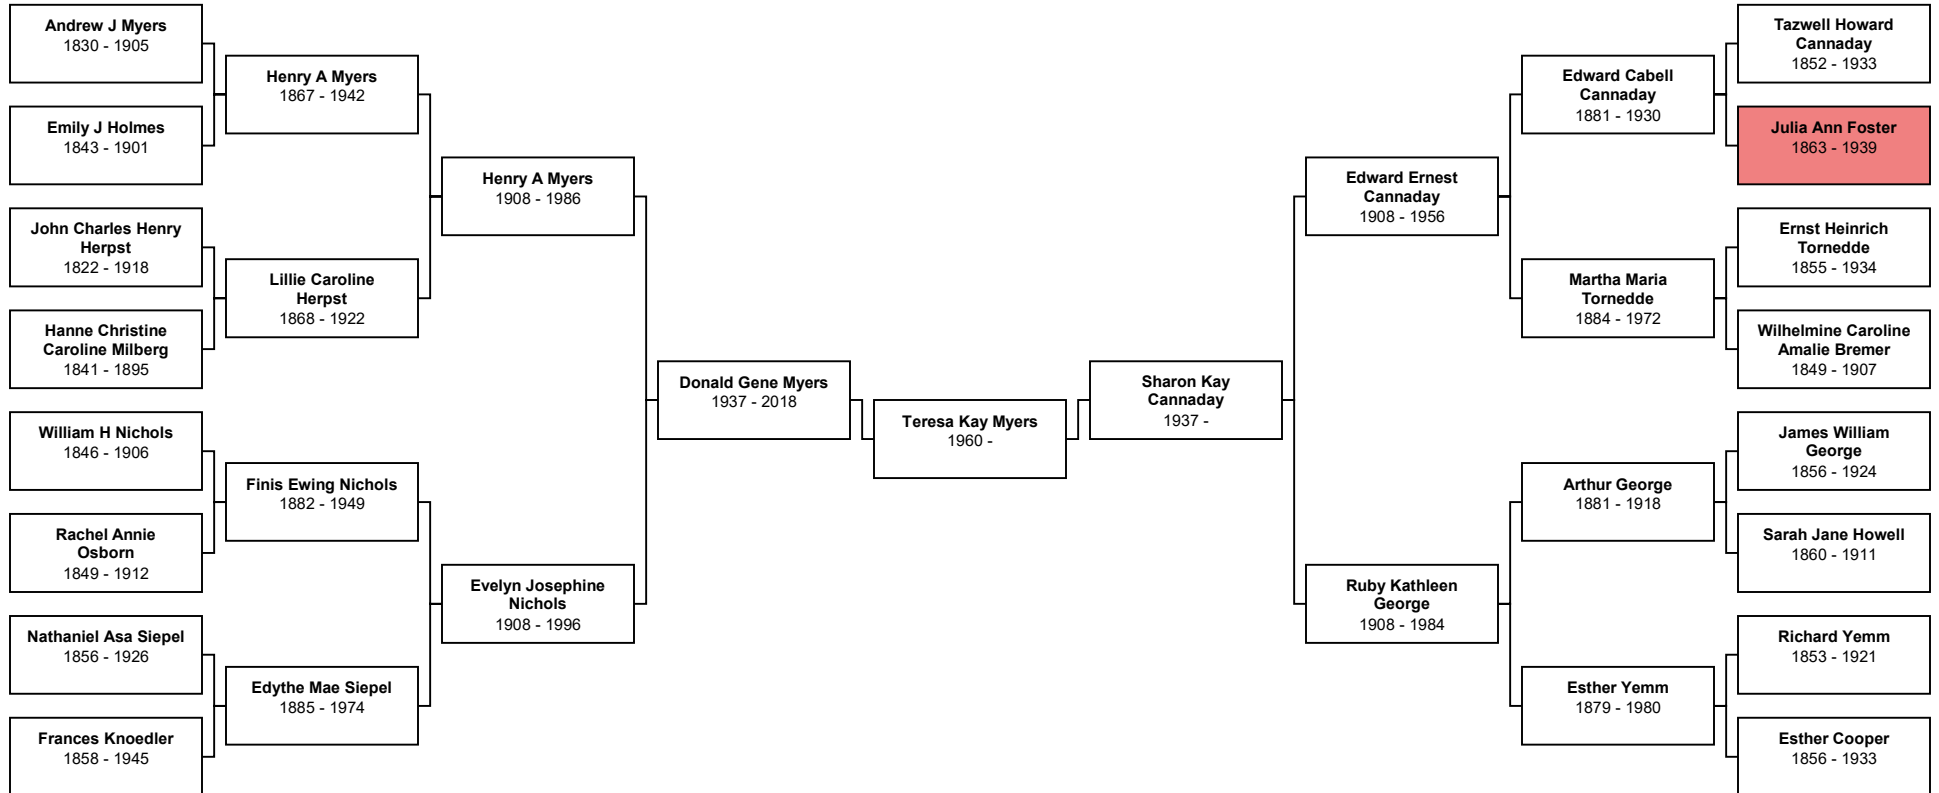 Andrew J Myers
1830 - 1905
Emily J Holmes
1843 - 1901
John Charles Henry
Herpst
1822 - 1918
Hanne Christine
Caroline Milberg
1841 - 1895
William H Nichols
1846 - 1906
Rachel Annie
Osborn
1849 - 1912
Nathaniel Asa Siepel
1856 - 1926
Frances Knoedler
1858 - 1945
Henry A Myers
1867 - 1942
Lillie Caroline
Herpst
1868 - 1922
Finis Ewing Nichols
1882 - 1949
Edythe Mae Siepel
1885 - 1974
Henry A Myers
1908 - 1986
Evelyn Josephine
Nichols
1908 - 1996
Donald Gene Myers
1937 - 2018
Teresa Kay Myers
1960 -
Sharon Kay
Cannaday
1937 -
Edward Ernest
Cannaday
1908 - 1956
Ruby Kathleen
George
1908 - 1984
Edward Cabell
Cannaday
1881 - 1930
Martha Maria
Tornedde
1884 - 1972
Arthur George
1881 - 1918
Esther Yemm
1879 - 1980
Tazwell Howard
Cannaday
1852 - 1933
Julia Ann Foster
1863 - 1939
Ernst Heinrich
Tornedde
1855 - 1934
Wilhelmine Caroline
Amalie Bremer
1849 - 1907
James William
George
1856 - 1924
Sarah Jane Howell
1860 - 1911
Richard Yemm
1853 - 1921
Esther Cooper
1856 - 1933